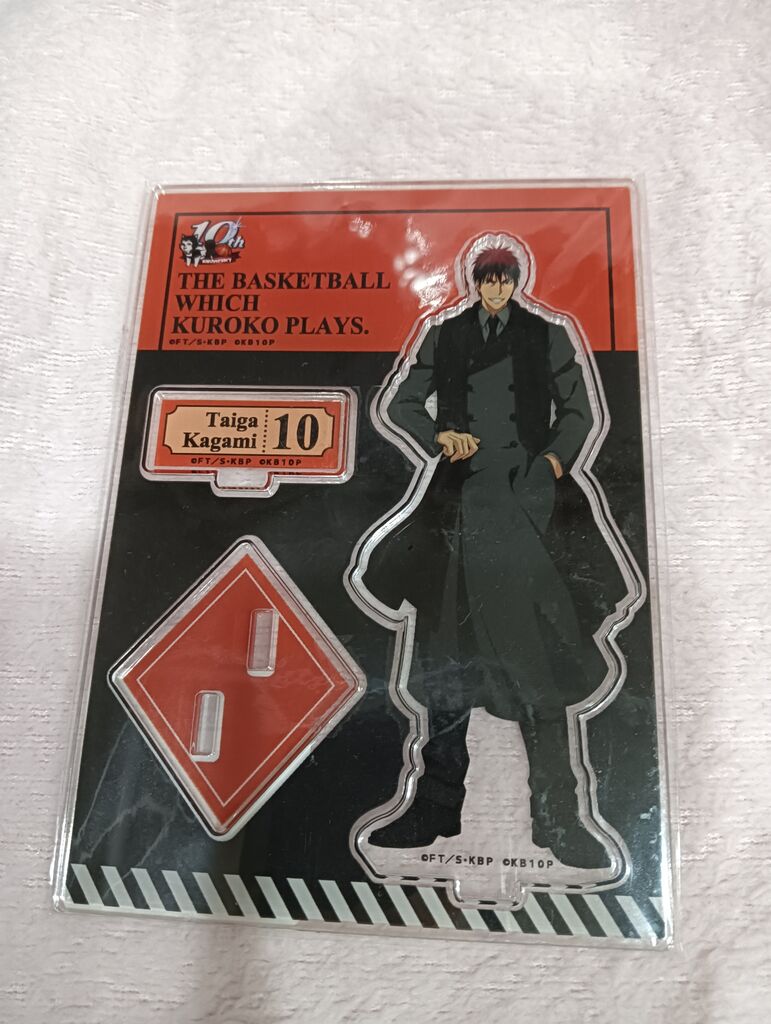 10th
THE BASKETBALL
WHICH
KUROKO PLAYS.
©FT/S•KBP ©KB10P
Taiga
Kagami
10
©FT/S•KBP ©KB10P
©FT/S•KBP ©KB10P